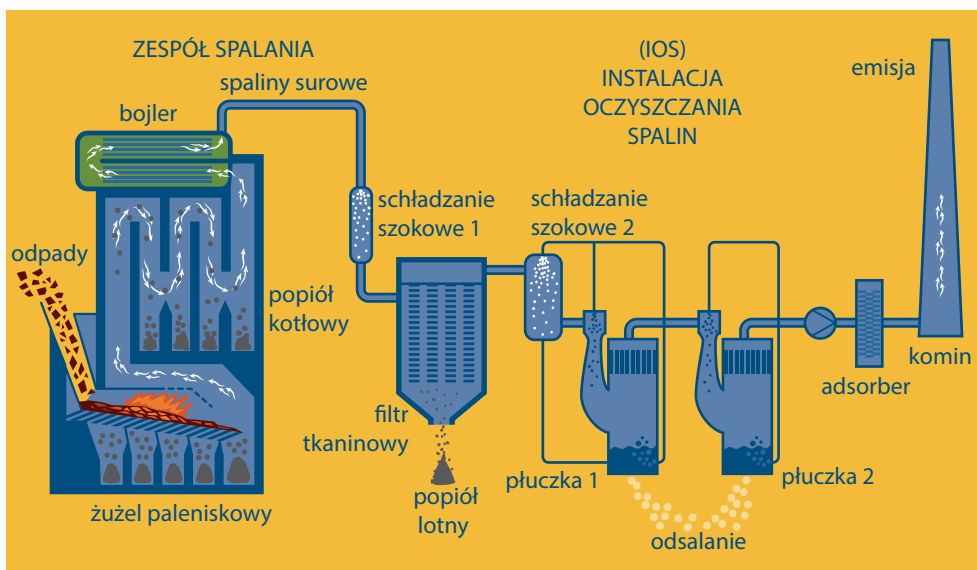 ZESPÓŁ SPALANIA
spaliny surowe
bojler
(IOS)
INSTALACJA
OCZYSZCZANIA
SPALIN
emisja
schładzanie
szokowe 1
schładzanie
szokowe 2
odpady
popiół
kotłowy
filtr
tkaninowy
adsorber
komin
płuczka 1
płuczka 2
popiół
lotny
żużel paleniskowy
odsalanie